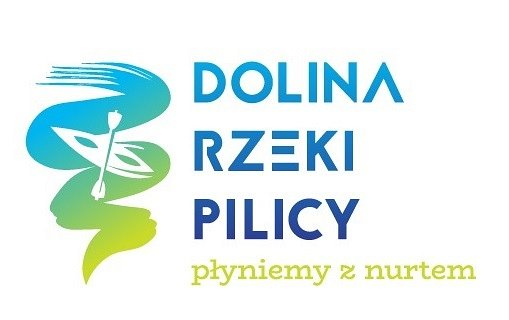 DOLINA
RZEKI
PILICY
płyniemy z nurtem